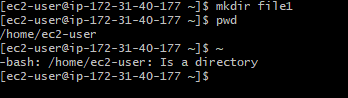 [ec2-user@ip-172-31-40-177 ~]$ mkdir file1
[ec2-user@ip-172-31-40-177 ~]$ pwd
/home/ec2-user
[ec2-user@ip-172-31-40-177 ~]$ ~
-bash: /home/ec2-user: Is a directory
[ec2-user@ip-172-31-40-177 ~]$